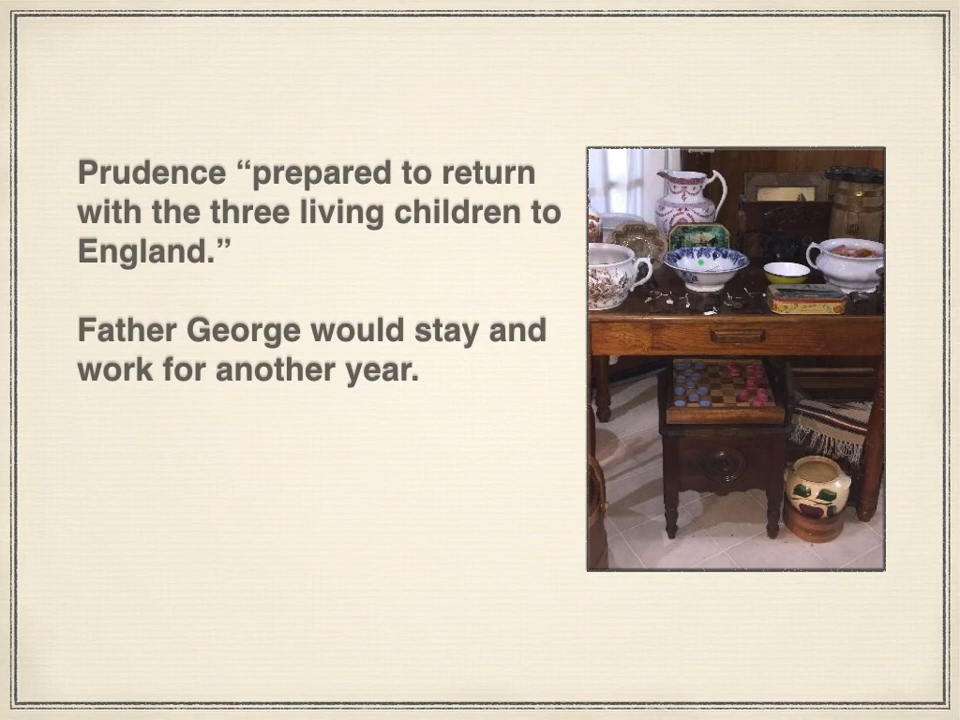 Prudence “prepared to return
with the three living children to
England.”
Father George would stay and
work for another year.